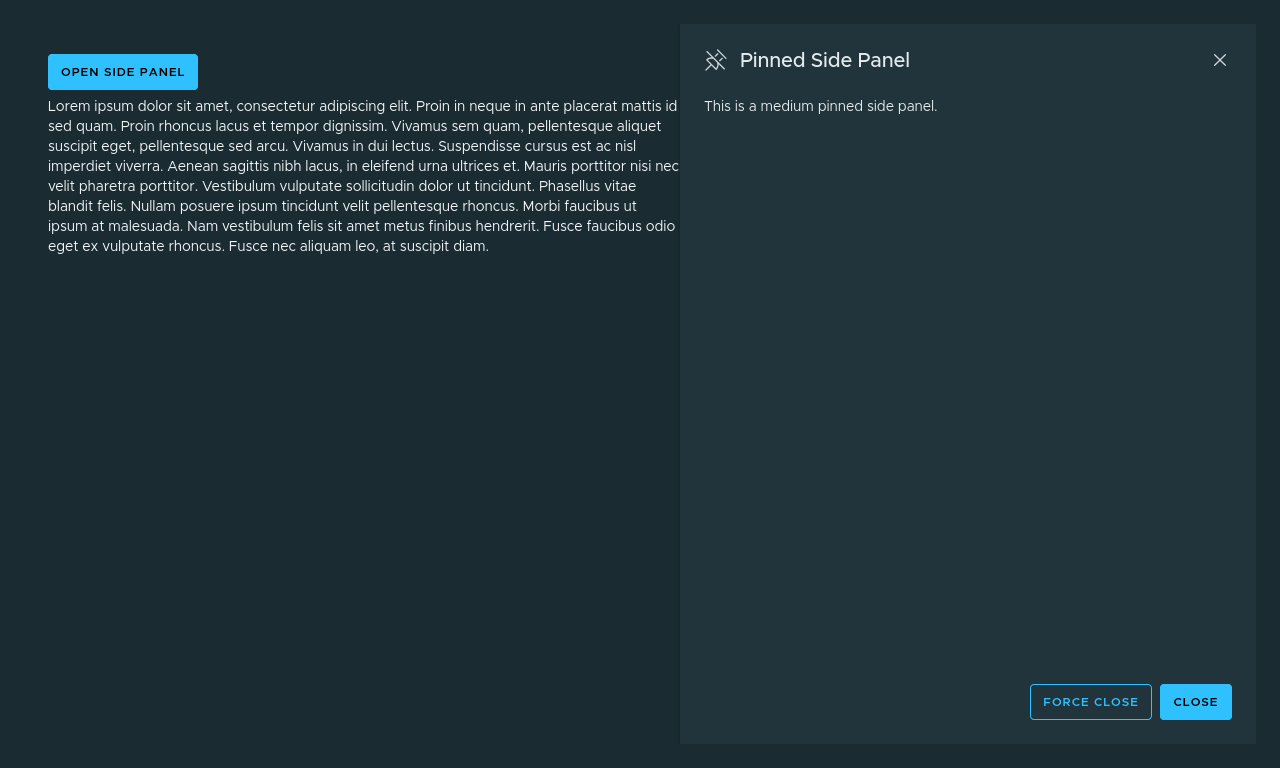 OPEN SIDE PANEL
Lorem ipsum dolor sit amet, consectetur adipiscing elit. Proin in neque in ante placerat mattis id
sed quam. Proin rhoncus lacus et tempor dignissim. Vivamus sem quam, pellentesque aliquet
suscipit eget, pellentesque sed arcu. Vivamus in dui lectus. Suspendisse cursus est ac nisl
imperdiet viverra. Aenean sagittis nibh lacus, in eleifend urna ultrices et. Mauris porttitor nisi nec
velit pharetra porttitor. Vestibulum vulputate sollicitudin dolor ut tincidunt. Phasellus vitae
blandit felis. Nullam posuere ipsum tincidunt velit pellentesque rhoncus. Morbi faucibus ut
ipsum at malesuada. Nam vestibulum felis sit amet metus finibus hendrerit. Fusce faucibus odio
eget ex vulputate rhoncus. Fusce nec aliquam leo, at suscipit diam.
Pinned Side Panel
This is a medium pinned side panel.
FORCE CLOSE
CLOSE